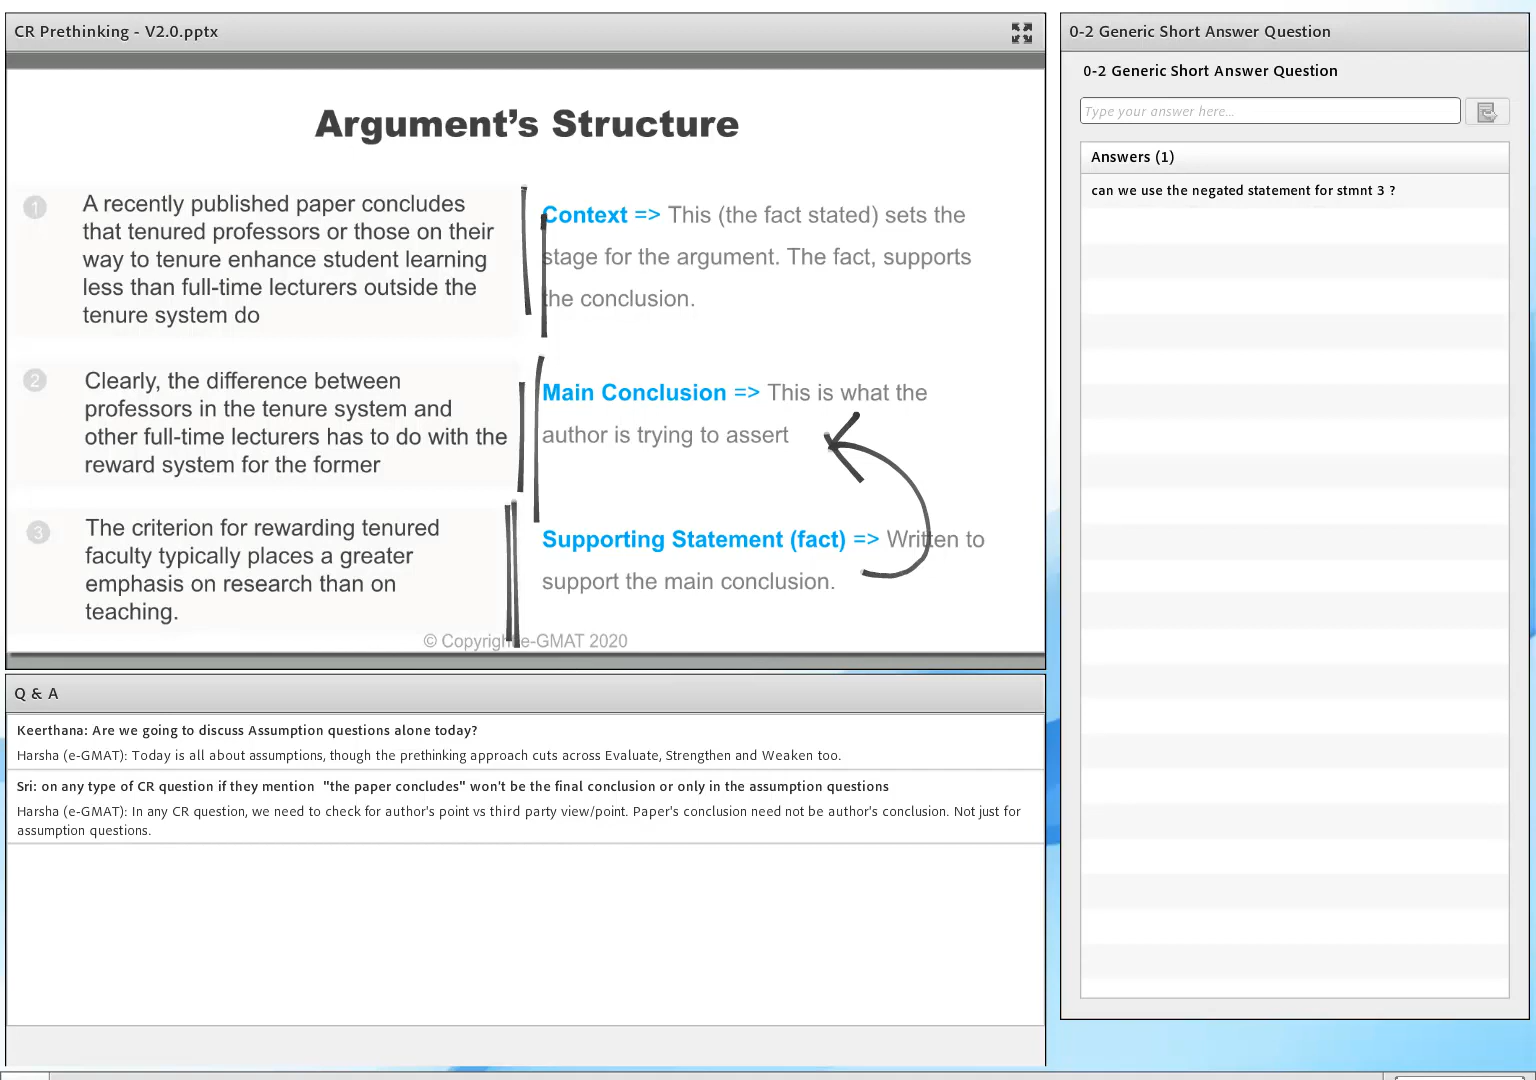 CR Prethinking - V2.0.pptx
Argument’s Structure
1
A recently published paper concludes
that tenured professors or those on their
way to tenure enhance student learning
less than full-time lecturers outside the
tenure system do
Context => This (the fact stated) sets the
stage for the argument. The fact, supports
the conclusion.
2
Clearly, the difference between
professors in the tenure system and
other full-time lecturers has to do with the
reward system for the former
Main Conclusion => This is what the
author is trying to assert
3
The criterion for rewarding tenured
faculty typically places a greater
emphasis on research than on
teaching.
Supporting Statement (fact) => Written to
support the main conclusion.
© Copyright e-GMAT 2020
Q & A
Keerthana: Are we going to discuss Assumption questions alone today?
Harsha (e-GMAT): Today is all about assumptions, though the prethinking approach cuts across Evaluate, Strengthen and Weaken too.
Sri: on any type of CR question if they mention "the paper concludes" won't be the final conclusion or only in the assumption questions
Harsha (e-GMAT): In any CR question, we need to check for author's point vs third party view/point. Paper's conclusion need not be author's conclusion. Not just for
assumption questions.
0-2 Generic Short Answer Question
0-2 Generic Short Answer Question
Type your answer here...
Answers (1)
can we use the negated statement for stmnt 3 ?